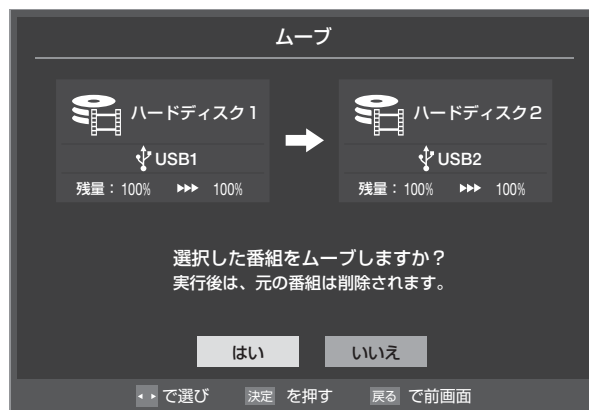 ムーブ
ハードディスク1
USB1
残量：100% ▶▶▶ 100%
ハードディスク2
USB2
残量：100% ▶▶▶ 100%
選択した番組をムーブしますか？
実行後は、元の番組は削除されます。
はい いいえ
で選び 決定 を押す 戻る で前画面